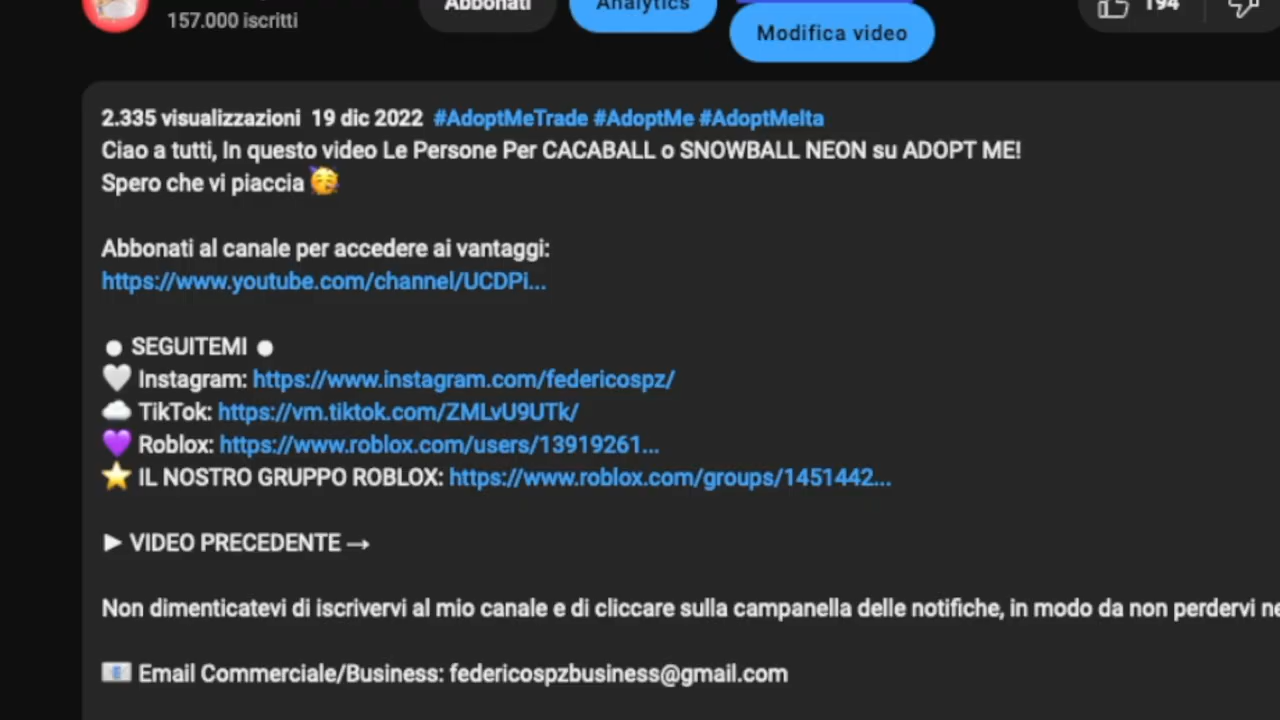 157.000 iscritti
Abbonati
Analytics
Modifica video
194
2.335 visualizzazioni 19 dic 2022 #AdoptMeTrade #AdoptMe #AdoptMeIta
Ciao a tutti, In questo video Le Persone Per CACABALL o SNOWBALL NEON su ADOPT ME!
Spero che vi piaccia 🥳
Abbonati al canale per accedere ai vantaggi:
https://www.youtube.com/channel/UCDPi...
● SEGUITEMI ●
🤍 Instagram: https://www.instagram.com/federicospz/
☁️ TikTok: https://vm.tiktok.com/ZMLvU9UTk/
💜 Roblox: https://www.roblox.com/users/13919261...
⭐ IL NOSTRO GRUPPO ROBLOX: https://www.roblox.com/groups/1451442...
► VIDEO PRECEDENTE →
Non dimenticatevi di iscrivervi al mio canale e di cliccare sulla campanella delle notifiche, in modo da non perdervi ne
📧 Email Commerciale/Business: federicospzbusiness@gmail.com